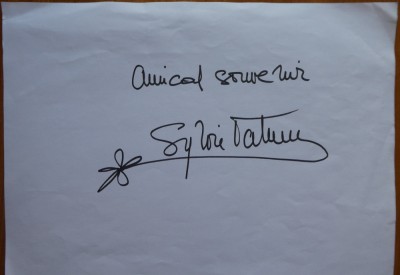 amical souvenir
Sylvie Vartan